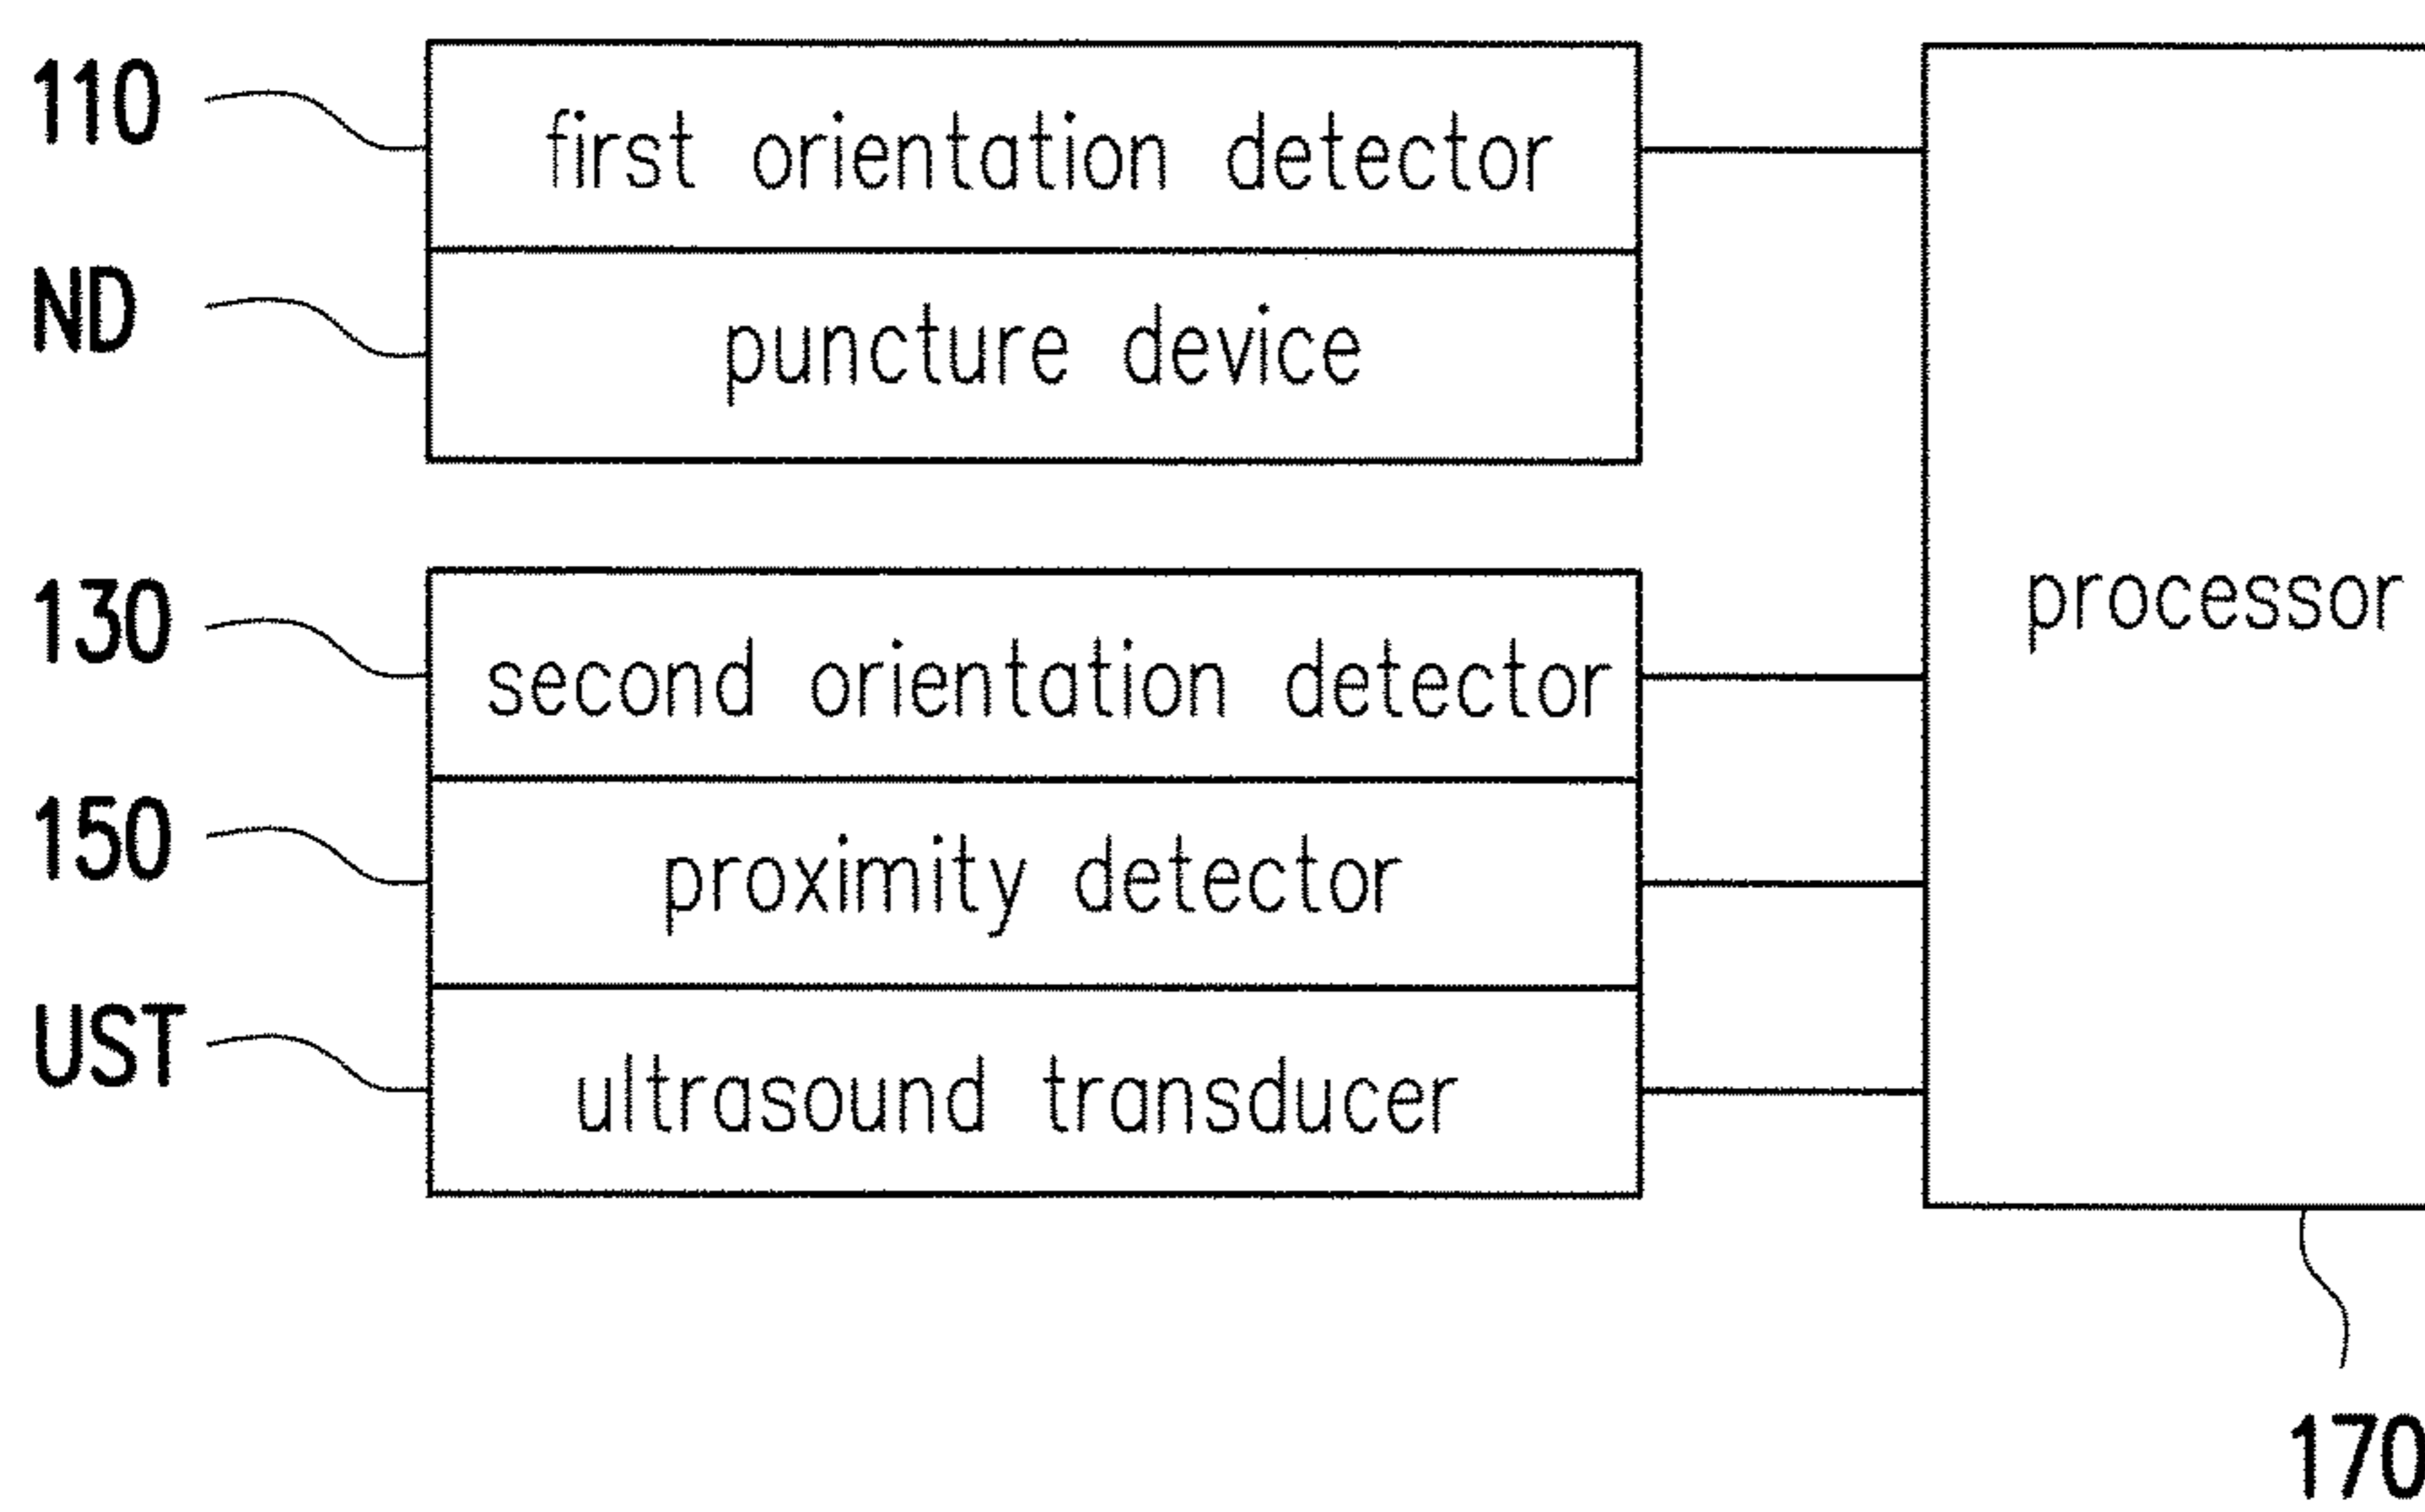 110
first orientation detector
ND
puncture device
130
second orientation detector
processor
150
proximity detector
UST
ultrasound transducer
170